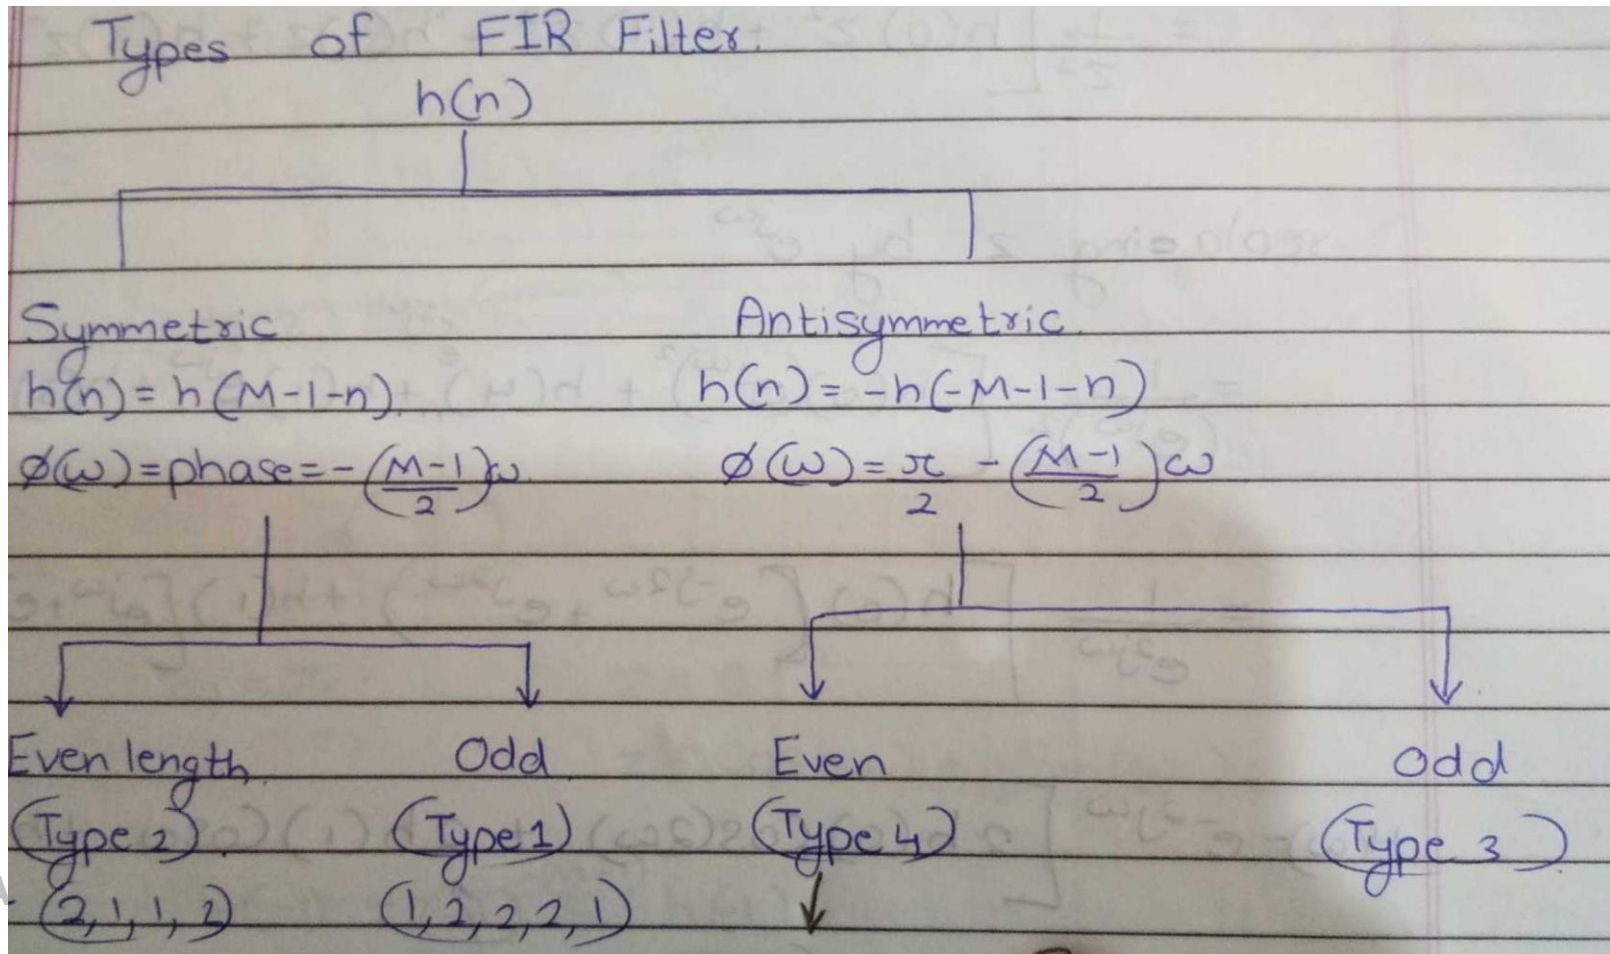 Types of FIR Filter.
h(n)
Symmetric
Antisymmetric.
h(n) = h(M-1-n).
h(n) = -h(-M-1-n)
ø(ω) = phase = -(M-1/2)ω
ø(ω) = π/2 - (M-1/2)ω
Even length
Odd
Even
Odd
(Type 2)
(Type 1)
(Type 4)
(Type 3)
(2, 1, 1, 2)
(1, 2, 2, 2, 1)